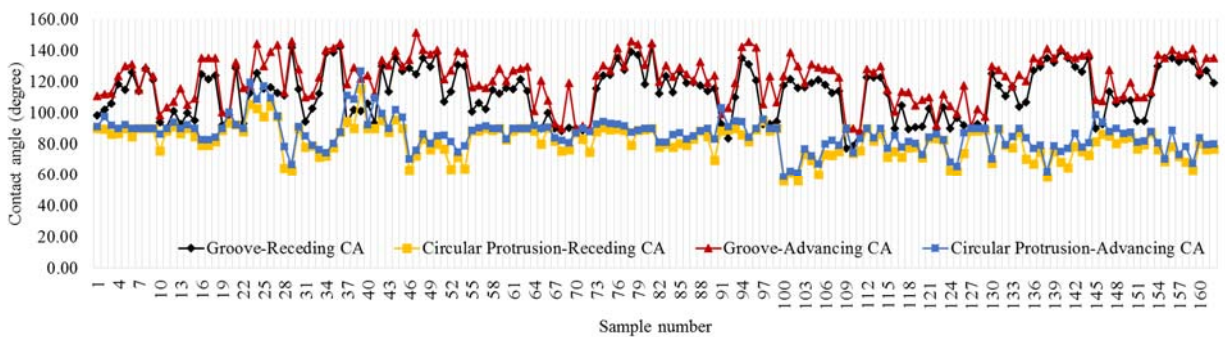 160.00
140.00
120.00
100.00
80.00
60.00
40.00
20.00
0.00
Contact angle (degree)
Groove-Receding CA Circular Protrusion-Receding CA Groove-Advancing CA Circular Protrusion-Advancing CA
1 4 7 10 13 16 19 22 25 28 31 34 37 40 43 46 49 52 55 58 61 64 67 70 73 76 79 82 85 88 91 94 97 100 103 106 109 112 115 118 121 124 127 130 133 136 139 142 145 148 151 154 157 160
Sample number